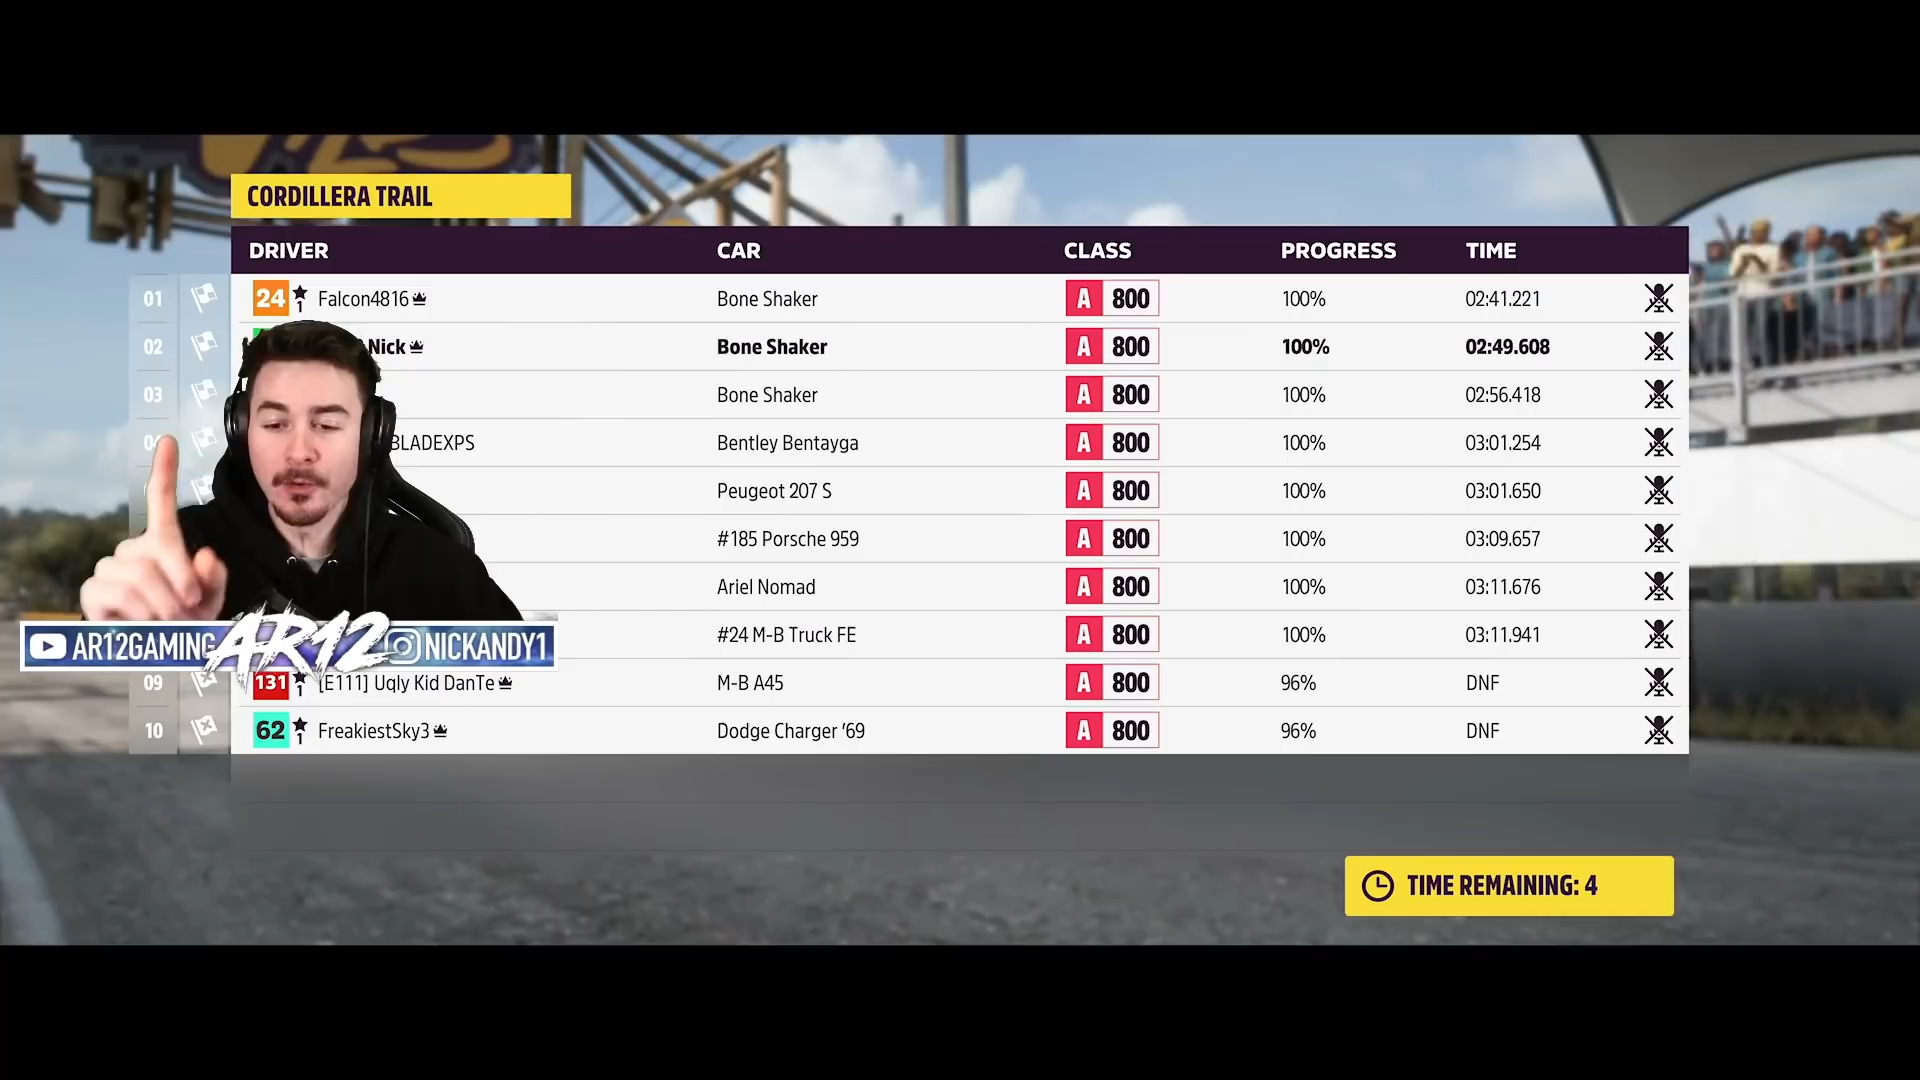 CORDILLERA TRAIL
DRIVER CAR CLASS PROGRESS TIME
01 24 1 Falcon4816 Bone Shaker A 800 100% 02:41.221
02 Nick Bone Shaker A 800 100% 02:49.608
03 Bone Shaker A 800 100% 02:56.418
BLADEXPS Bentley Bentayga A 800 100% 03:01.254
Peugeot 207 S A 800 100% 03:01.650
#185 Porsche 959 A 800 100% 03:09.657
Ariel Nomad A 800 100% 03:11.676
#24 M-B Truck FE A 800 100% 03:11.941
AR12GAMING AR12 NICKANDY1
09 131 1 [E111] Ugly Kid DanTe M-B A45 A 800 96% DNF
10 62 1 FreakiestSky3 Dodge Charger '69 A 800 96% DNF
TIME REMAINING: 4